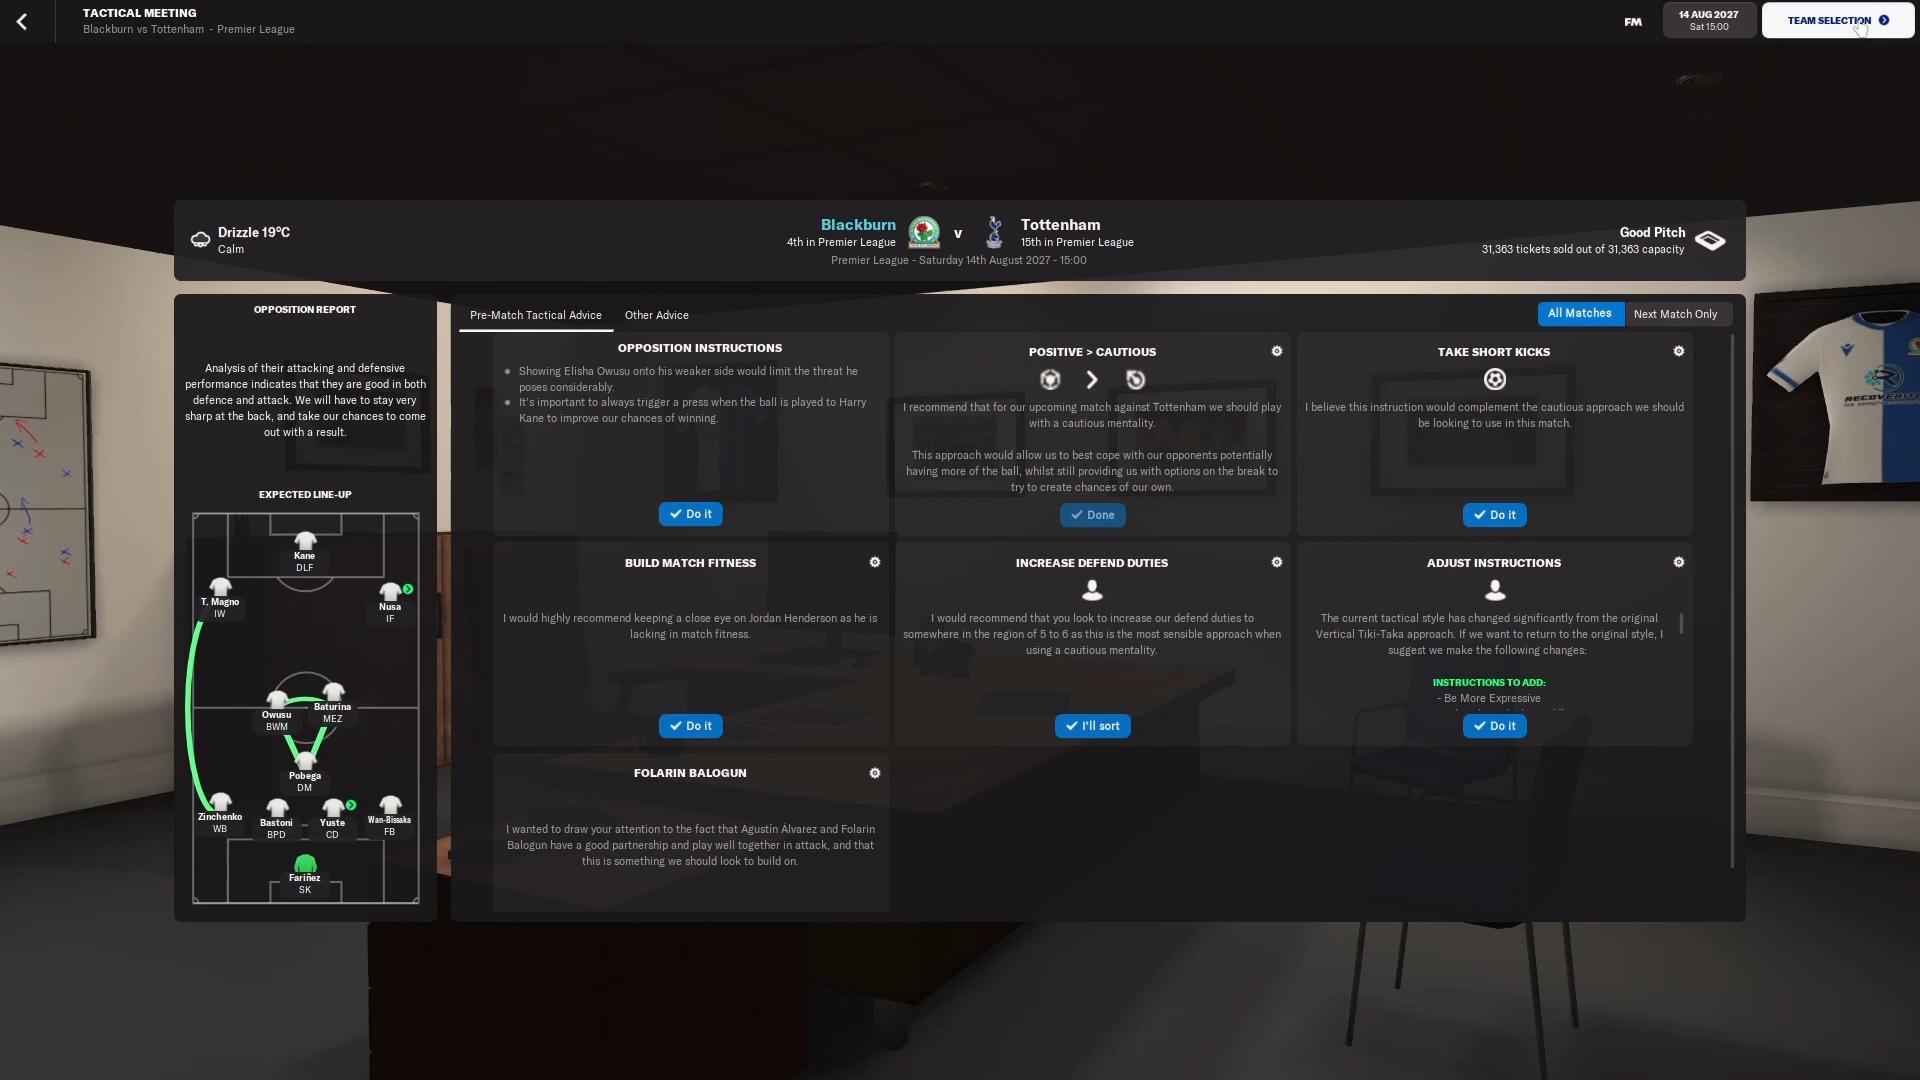 TACTICAL MEETING
Blackburn vs Tottenham - Premier League
FM
14 AUG 2027
Sat 15:00
TEAM SELECTION
Drizzle 19°C
Calm
Blackburn
4th in Premier League
v
Tottenham
15th in Premier League
Premier League - Saturday 14th August 2027 - 15:00
Good Pitch
31,363 tickets sold out of 31,363 capacity
OPPOSITION REPORT
Analysis of their attacking and defensive
performance indicates that they are good in both
defence and attack. We will have to stay very
sharp at the back, and take our chances to come
out with a result.
EXPECTED LINE-UP
Kane
DLF
T. Magno
IW
Nusa
IF
Owusu
BWM
Baturina
MEZ
Pobega
DM
Zinchenko
WB
Bastoni
BPD
Yuste
CD
Wan-Bissaka
FB
Fariñez
SK
Pre-Match Tactical Advice
Other Advice
All Matches
Next Match Only
OPPOSITION INSTRUCTIONS
Showing Elisha Owusu onto his weaker side would limit the threat he
poses considerably.
It's important to always trigger a press when the ball is played to Harry
Kane to improve our chances of winning.
Do it
POSITIVE > CAUTIOUS
I recommend that for our upcoming match against Tottenham we should play
with a cautious mentality.
This approach would allow us to best cope with our opponents potentially
having more of the ball, whilst still providing us with options on the break to
try to create chances of our own.
Done
TAKE SHORT KICKS
I believe this instruction would complement the cautious approach we should
be looking to use in this match.
Do it
BUILD MATCH FITNESS
I would highly recommend keeping a close eye on Jordan Henderson as he is
lacking in match fitness.
Do it
INCREASE DEFEND DUTIES
I would recommend that you look to increase our defend duties to
somewhere in the region of 5 to 6 as this is the most sensible approach when
using a cautious mentality.
I'll sort
ADJUST INSTRUCTIONS
The current tactical style has changed significantly from the original
Vertical Tiki-Taka approach. If we want to return to the original style, I
suggest we make the following changes:
INSTRUCTIONS TO ADD:
- Be More Expressive
Do it
FOLARIN BALOGUN
I wanted to draw your attention to the fact that Agustín Álvarez and Folarin
Balogun have a good partnership and play well together in attack, and that
this is something we should look to build on.